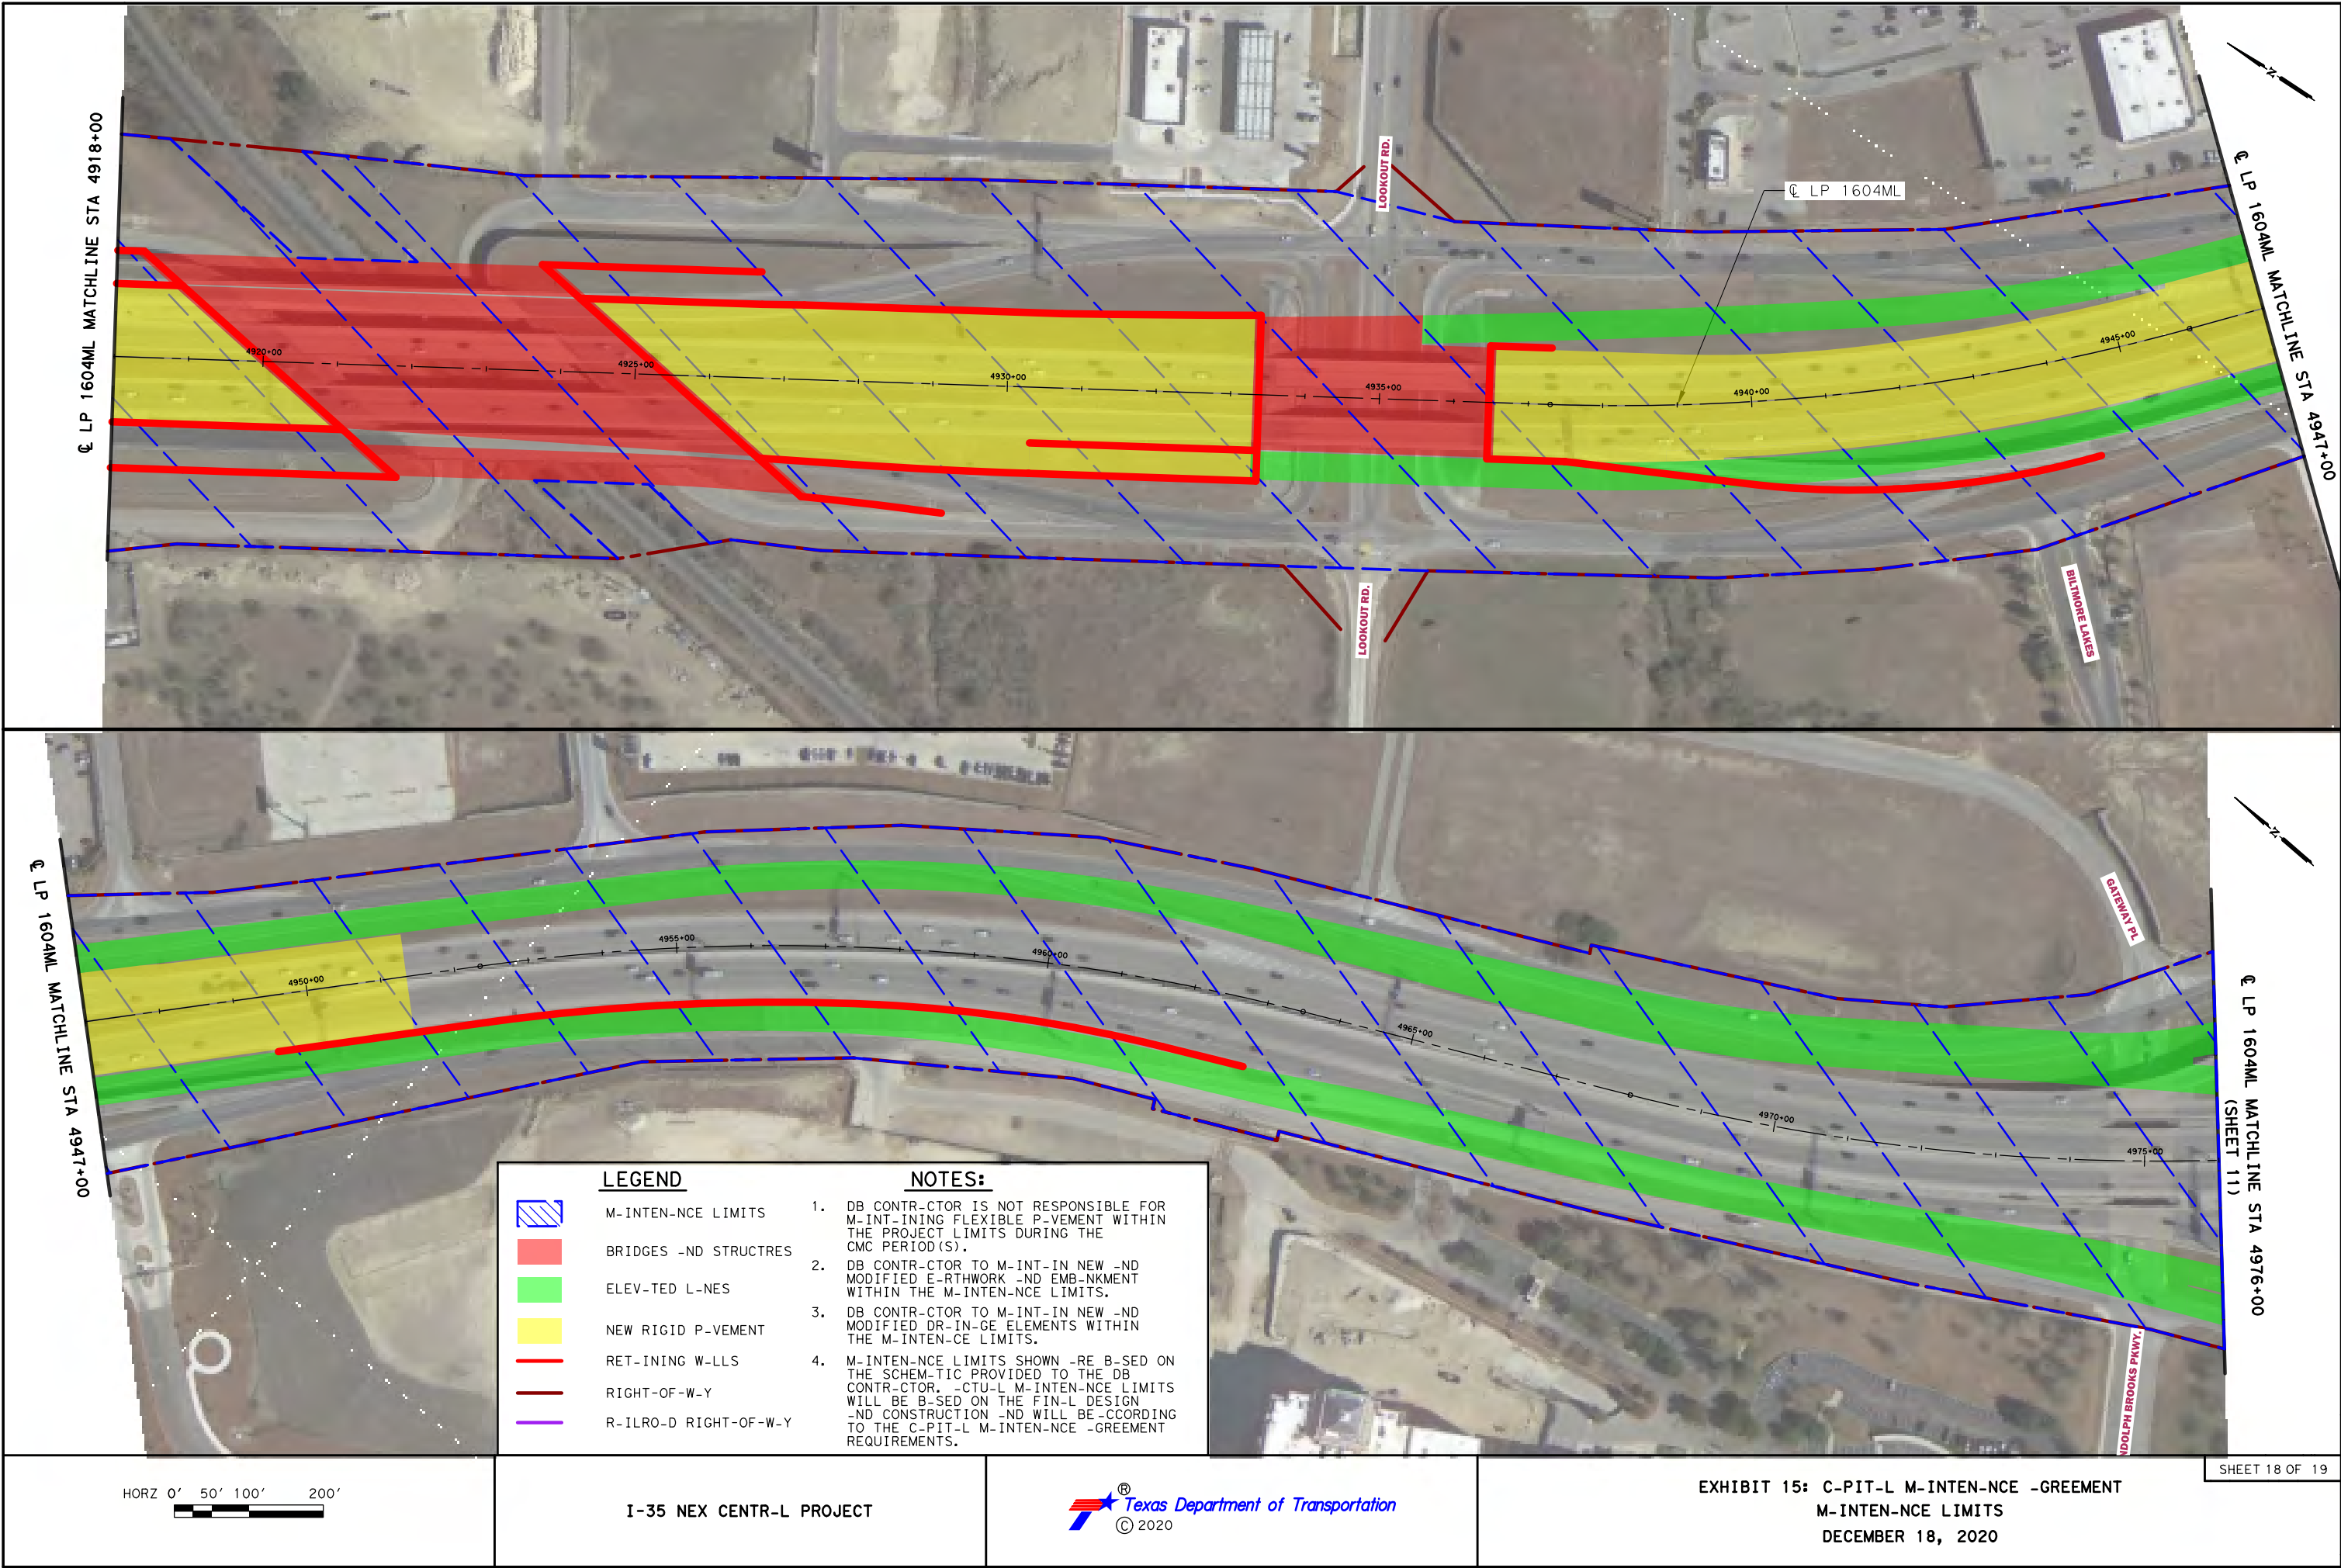 ℄ LP 1604ML MATCHLINE STA 4918+00
LOOKOUT RD.
℄ LP 1604ML
℄ LP 1604ML MATCHLINE STA 4947+00
N
4920+00
4925+00
4930+00
4935+00
4940+00
4945+00
LOOKOUT RD.
BILTMORE LAKES
℄ LP 1604ML MATCHLINE STA 4947+00
4950+00
4955+00
4960+00
4965+00
4970+00
4975+00
GATEWAY PL
N
℄ LP 1604ML MATCHLINE STA 4976+00
(SHEET 11)
NDOLPH BROOKS PKWY.
LEGEND
M-INTEN-NCE LIMITS
BRIDGES -ND STRUCTRES
ELEV-TED L-NES
NEW RIGID P-VEMENT
RET-INING W-LLS
RIGHT-OF-W-Y
R-ILRO-D RIGHT-OF-W-Y
NOTES:
1. DB CONTR-CTOR IS NOT RESPONSIBLE FOR
M-INT-INING FLEXIBLE P-VEMENT WITHIN
THE PROJECT LIMITS DURING THE
CMC PERIOD(S).
2. DB CONTR-CTOR TO M-INT-IN NEW -ND
MODIFIED E-RTHWORK -ND EMB-NKMENT
WITHIN THE M-INTEN-NCE LIMITS.
3. DB CONTR-CTOR TO M-INT-IN NEW -ND
MODIFIED DR-IN-GE ELEMENTS WITHIN
THE M-INTEN-CE LIMITS.
4. M-INTEN-NCE LIMITS SHOWN -RE B-SED ON
THE SCHEM-TIC PROVIDED TO THE DB
CONTR-CTOR. -CTU-L M-INTEN-NCE LIMITS
WILL BE B-SED ON THE FIN-L DESIGN
-ND CONSTRUCTION -ND WILL BE -CCORDING
TO THE C-PIT-L M-INTEN-NCE -GREEMENT
REQUIREMENTS.
HORZ 0' 50' 100' 200'
I-35 NEX CENTR-L PROJECT
®
Texas Department of Transportation
© 2020
SHEET 18 OF 19
EXHIBIT 15: C-PIT-L M-INTEN-NCE -GREEMENT
M-INTEN-NCE LIMITS
DECEMBER 18, 2020